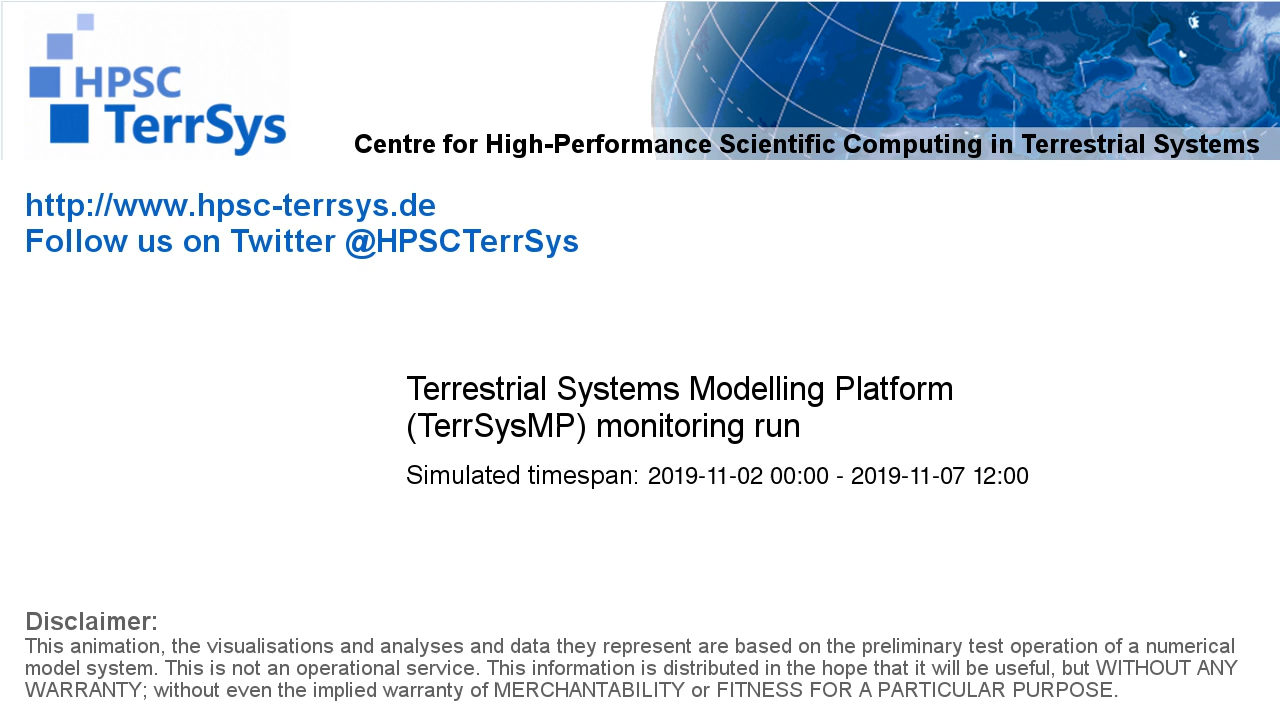 HPSC
TerrSys
Centre for High-Performance Scientific Computing in Terrestrial Systems
http://www.hpsc-terrsys.de
Follow us on Twitter @HPSCTerrSys
Terrestrial Systems Modelling Platform
(TerrSysMP) monitoring run
Simulated timespan: 2019-11-02 00:00 - 2019-11-07 12:00
Disclaimer:
This animation, the visualisations and analyses and data they represent are based on the preliminary test operation of a numerical
model system. This is not an operational service. This information is distributed in the hope that it will be useful, but WITHOUT ANY
WARRANTY; without even the implied warranty of MERCHANTABILITY or FITNESS FOR A PARTICULAR PURPOSE.